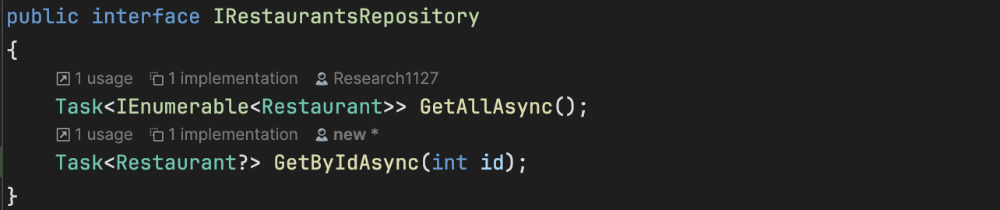 public interface IRestaurantsRepository
{
1 usage 1 implementation Research1127
Task<IEnumerable<Restaurant>> GetAllAsync();
1 usage 1 implementation new *
Task<Restaurant?> GetByIdAsync(int id);
}